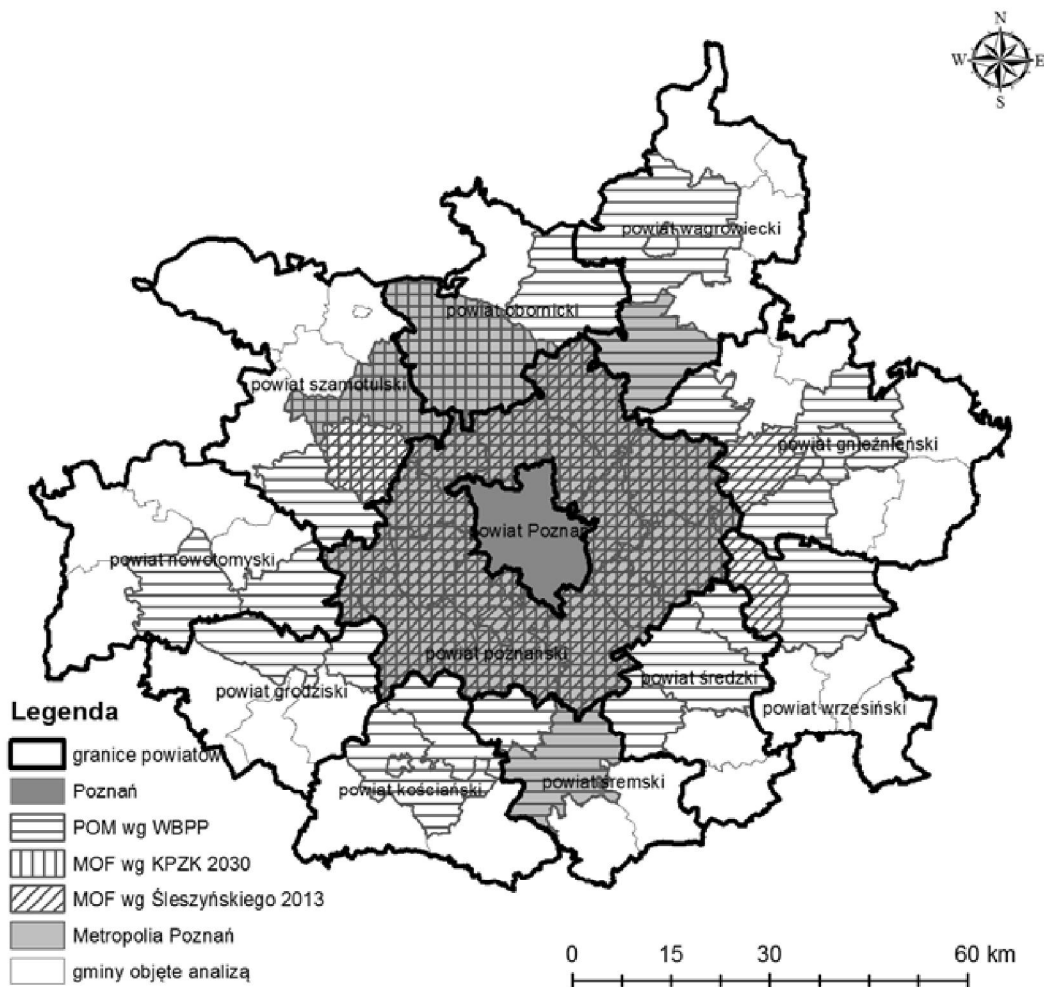 N
W E
S
powiat wągrowiecki
powiat obornicki
powiat szamotulski
powiat gnieźnieński
powiat Poznań
powiat nowotomyski
powiat poznański
powiat średzki
powiat grodziski
powiat wrzesiński
powiat śremski
powiat kościański
Legenda
granice powiatów
Poznań
POM wg WBPP
MOF wg KPZK 2030
MOF wg Śleszyńskiego 2013
Metropolia Poznań
gminy objęte analizą
0 15 30 60 km